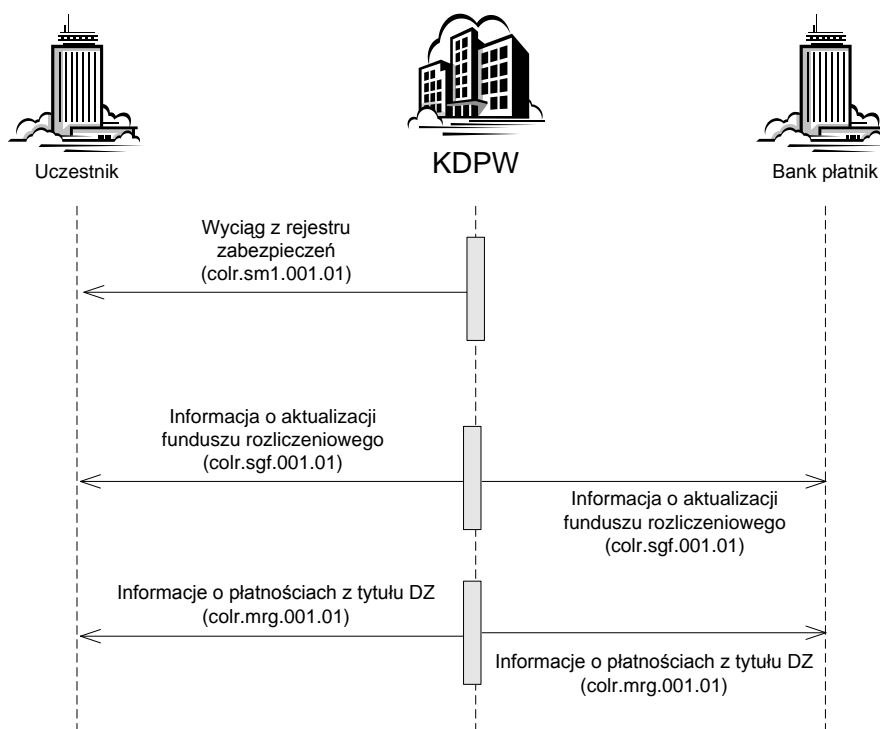 Uczestnik
KDPW
Bank płatnik
Wyciąg z rejestru
zabezpieczeń
(colr.sm1.001.01)
Informacja o aktualizacji
funduszu rozliczeniowego
(colr.sgf.001.01)
Informacja o aktualizacji
funduszu rozliczeniowego
(colr.sgf.001.01)
Informacje o płatnościach z tytułu DZ
(colr.mrg.001.01)
Informacje o płatnościach z tytułu DZ
(colr.mrg.001.01)